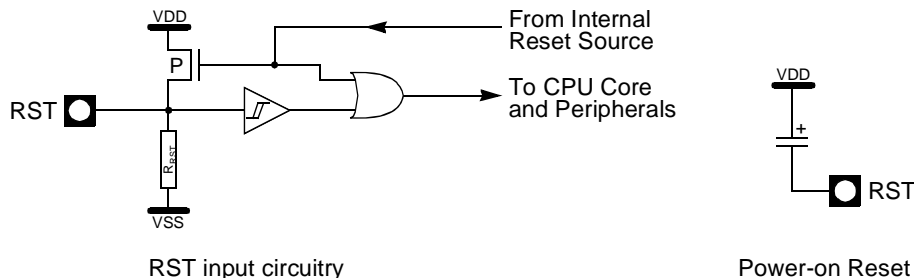 VDD
From Internal
Reset Source
P
To CPU Core
and Peripherals
RST
RRST
VSS
VDD
+
RST
RST input circuitry
Power-on Reset